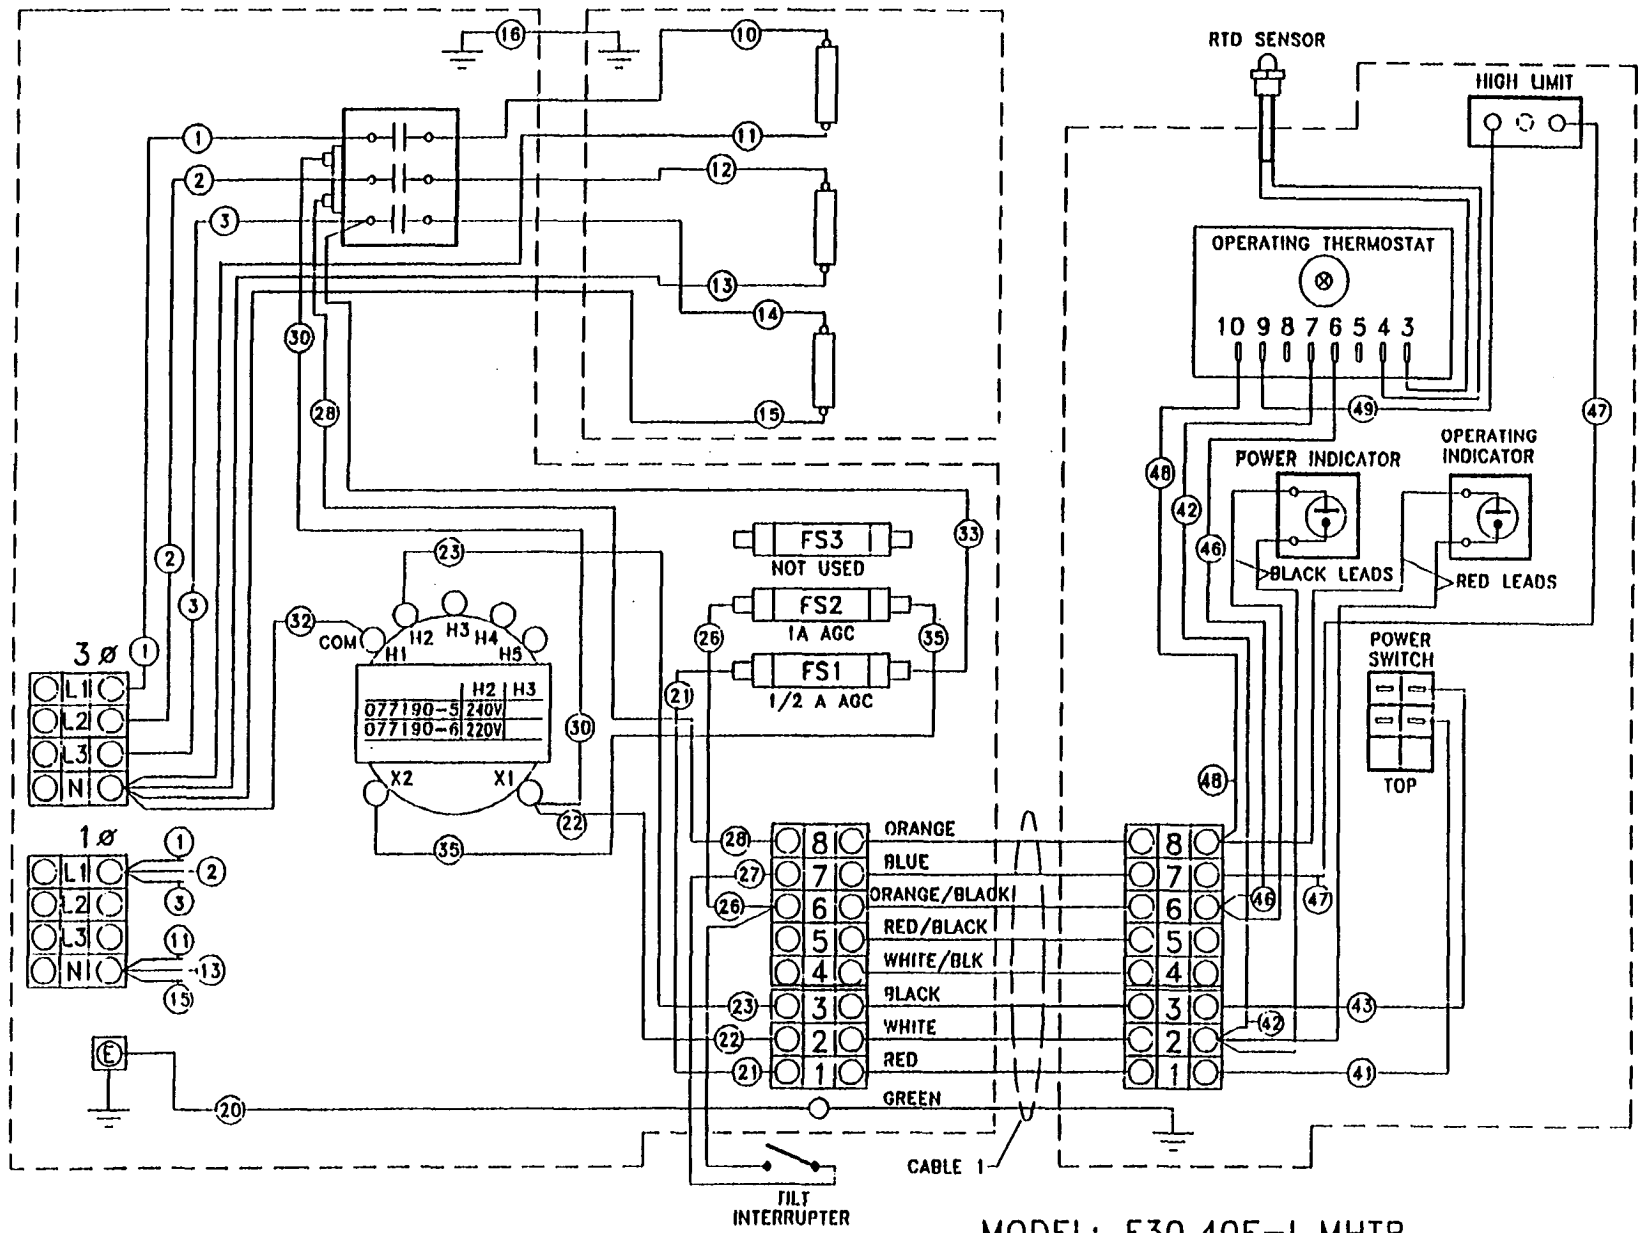 16
10
RTD SENSOR
HIGH LIMIT
1
11
2
12
3
OPERATING THERMOSTAT
13
14
10 9 8 7 6 5 4 3
30
28
15
49
47
OPERATING
INDICATOR
POWER INDICATOR
48
42
33
46
FS3
NOT USED
23
2
BLACK LEADS
RED LEADS
FS2
1A AGC
26
35
3
32
COM
H1
H2
H3
H4
H5
POWER
SWITCH
3 ø
1
FS1
1/2 A AGC
21
L1
H2 H3
077190-5 240V
077190-6 220V
L2
30
L3
N
X2
X1
48
TOP
22
35
1 ø
1
28
8
ORANGE
8
L1
2
27
7
BLUE
7
L2
3
26
6
ORANGE/BLACK
6
46
47
L3
11
5
RED/BLACK
5
N
13
4
WHITE/BLK
4
15
23
3
BLACK
3
43
22
2
WHITE
2
42
E
21
1
RED
1
41
20
GREEN
CABLE 1
TILT
INTERRUPTER